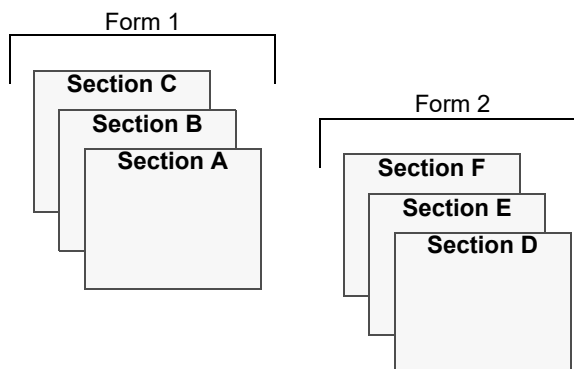 Form 1
Section C
Section B
Section A
Form 2
Section F
Section E
Section D